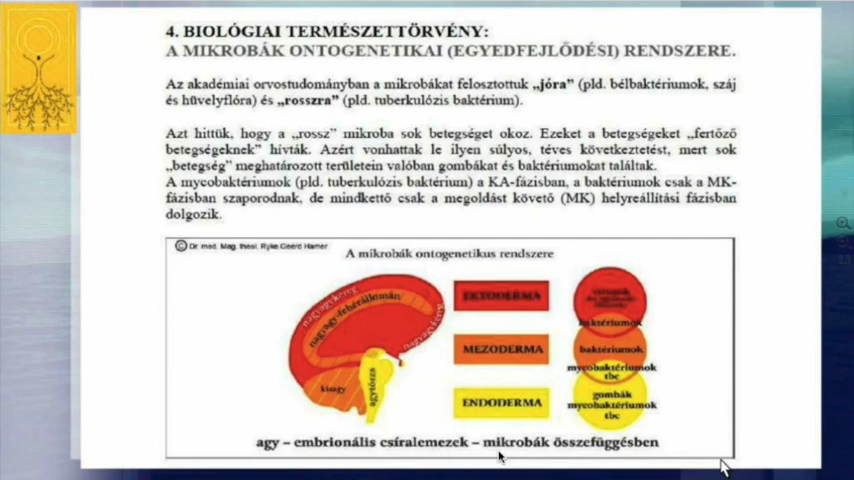 4. BIOLÓGIAI TERMÉSZETTÖRVÉNY:
A MIKROBÁK ONTOGENETIKAI (EGYEDFEJLŐDÉSI) RENDSZERE.
Az akadémiai orvostudományban a mikrobákat felosztottuk „jóra” (pld. bélbaktériumok, száj
és hüvelyflóra) és „rosszra” (pld. tuberkulózis baktérium).
Azt hittük, hogy a „rossz” mikroba sok betegséget okoz. Ezeket a betegségeket „fertőző
betegségeknek” hívták. Azért vonhattak le ilyen súlyos, téves következtetést, mert sok
„betegség” meghatározott területein valóban gombákat és baktériumokat találtak.
A mycobaktériumok (pld. tuberkulózis baktérium) a KA-fázisban, a baktériumok csak a MK-
fázisban szaporodnak, de mindkettő csak a megoldást követő (MK) helyreállítási fázisban
dolgozik.
© Dr. med. Mag. theol. Ryke Geerd Hamer
A mikrobák ontogenetikus rendszere
nagyagykéreg
nagyagy-fehérállomán
nagyagykéreg
kisagy
agytörzs
EKTODERMA
MEZODERMA
ENDODERMA
baktériumok
baktériumok
mycobaktériumok
tbc
gombák
mycobaktériumok
tbc
agy – embrionális csíralemezek – mikrobák összefüggésben